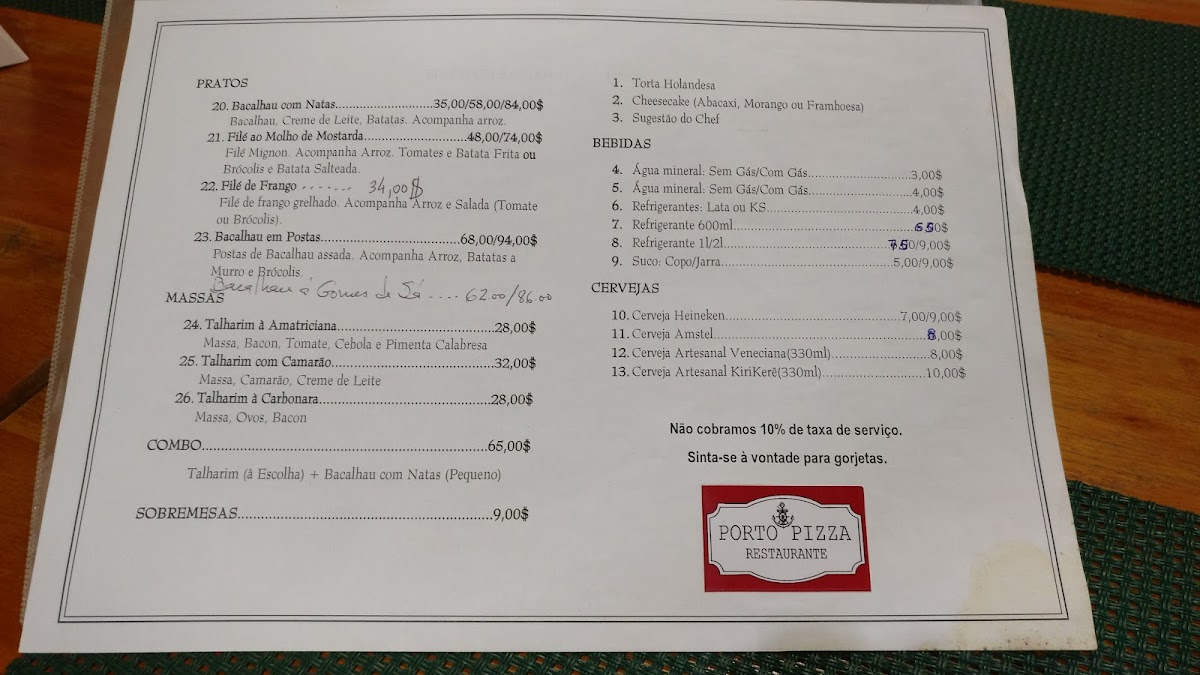 PRATOS
20. Bacalhau com Natas..............................35,00/58,00/84,00$
Bacalhau, Creme de Leite, Batatas. Acompanha arroz.
21. Filé ao Molho de Mostarda................................48,00/74,00$
Filé Mignon. Acompanha Arroz. Tomates e Batata Frita ou
Brócolis e Batata Salteada.
22. Filé de Frango ....... 34,00$
Filé de frango grelhado. Acompanha Arroz e Salada (Tomate
ou Brócolis).
23. Bacalhau em Postas...........................................68,00/94,00$
Postas de Bacalhau assada. Acompanha Arroz, Batatas a
Murro e Brócolis.
Bacalhau à Gomes de Sá .... 62.00/86.00
MASSAS
24. Talharim à Amatriciana.................................................28,00$
Massa, Bacon, Tomate, Cebola e Pimenta Calabresa
25. Talharim com Camarão.................................................32,00$
Massa, Camarão, Creme de Leite
26. Talharim à Carbonara.....................................................28,00$
Massa, Ovos, Bacon
COMBO...................................................................................65,00$
Talharim (à Escolha) + Bacalhau com Natas (Pequeno)
SOBREMESAS..............................................................................9,00$
1. Torta Holandesa
2. Cheesecake (Abacaxi, Morango ou Framboesa)
3. Sugestão do Chef
BEBIDAS
4. Água mineral: Sem Gás/Com Gás....................................3,00$
5. Água mineral: Sem Gás/Com Gás....................................4,00$
6. Refrigerantes: Lata ou KS.................................................4,00$
7. Refrigerante 600ml...........................................................6,50$
8. Refrigerante 1l/2l....................................................7,50/9,00$
9. Suco: Copo/Jarra.....................................................5,00/9,00$
CERVEJAS
10. Cerveja Heineken......................................................7,00/9,00$
11. Cerveja Amstel................................................................8,00$
12. Cerveja Artesanal Veneciana(330ml)..................................8,00$
13. Cerveja Artesanal KiriKerê(330ml)..................................10,00$
Não cobramos 10% de taxa de serviço.
Sinta-se à vontade para gorjetas.
PORTO PIZZA
RESTAURANTE